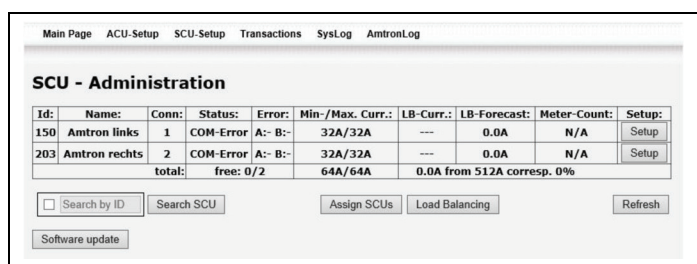 Main Page ACU-Setup SCU-Setup Transactions SysLog AmtronLog
SCU - Administration
Id: Name: Conn: Status: Error: Min-/Max. Curr.: LB-Curr.: LB-Forecast: Meter-Count: Setup:
150 Amtron links 1 COM-Error A:- B:- 32A/32A --- 0.0A N/A Setup
203 Amtron rechts 2 COM-Error A:- B:- 32A/32A --- 0.0A N/A Setup
total: free: 0/2 64A/64A 0.0A from 512A corresp. 0%
Search by ID Search SCU Assign SCUs Load Balancing Refresh
Software update